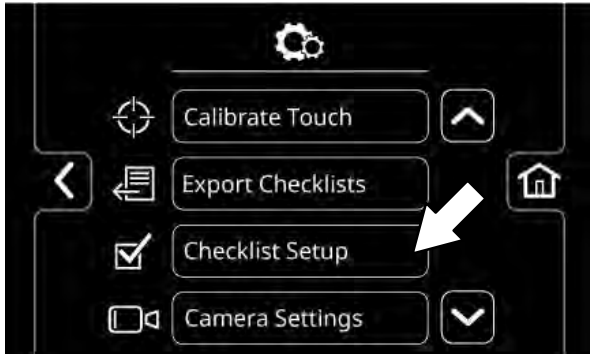 Calibrate Touch
Export Checklists
Checklist Setup
Camera Settings